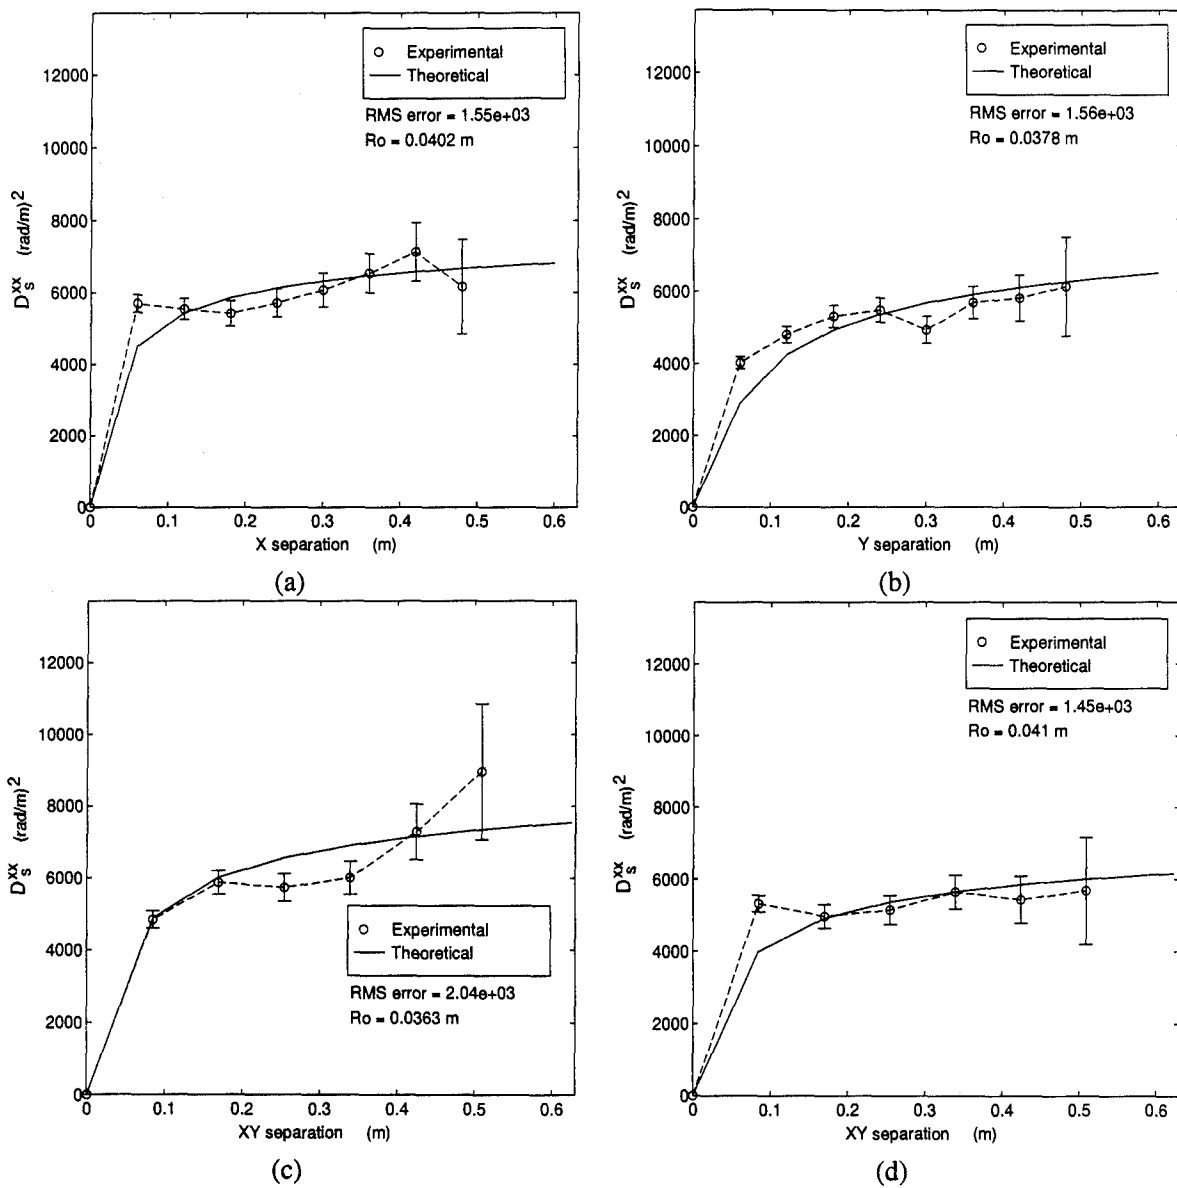 Experimental
Theoretical
RMS error = 1.55e+03
Ro = 0.0402 m
12000
10000
8000
6000
4000
2000
0
D_s^xx (rad/m)^2
0 0.1 0.2 0.3 0.4 0.5 0.6
X separation (m)
(a)
Experimental
Theoretical
RMS error = 1.56e+03
Ro = 0.0378 m
12000
10000
8000
6000
4000
2000
0
D_s^xx (rad/m)^2
0 0.1 0.2 0.3 0.4 0.5 0.6
Y separation (m)
(b)
12000
10000
8000
6000
4000
2000
0
D_s^xx (rad/m)^2
Experimental
Theoretical
RMS error = 2.04e+03
Ro = 0.0363 m
0 0.1 0.2 0.3 0.4 0.5 0.6
XY separation (m)
(c)
Experimental
Theoretical
RMS error = 1.45e+03
Ro = 0.041 m
12000
10000
8000
6000
4000
2000
0
D_s^xx (rad/m)^2
0 0.1 0.2 0.3 0.4 0.5 0.6
XY separation (m)
(d)